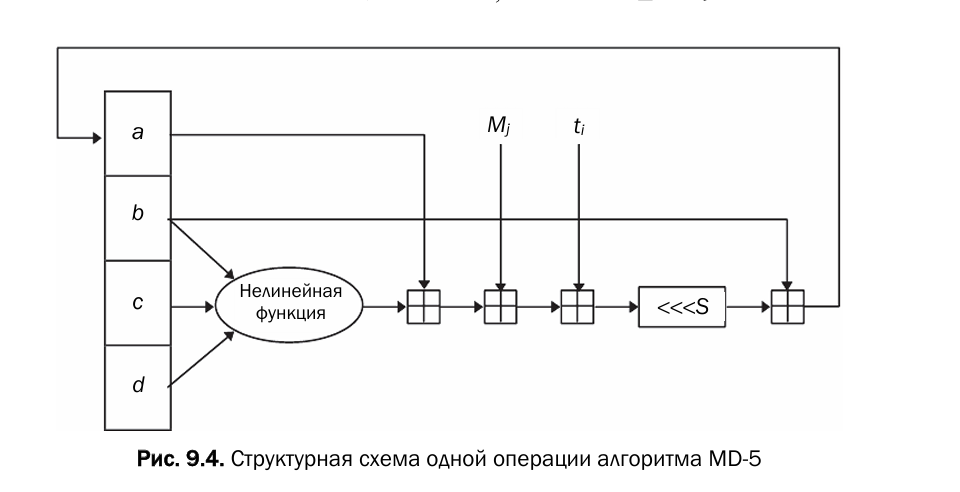 a
M_j
t_i
b
c
Нелинейная
функция
<<<S
d
Рис. 9.4. Структурная схема одной операции алгоритма MD-5